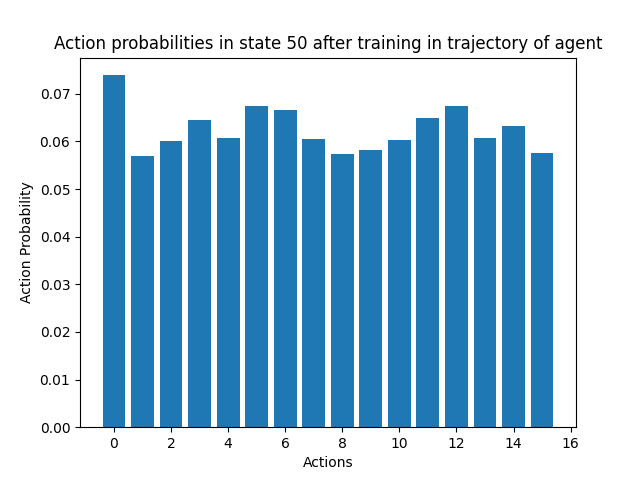 Action probabilities in state 50 after training in trajectory of agent
0.07
0.06
0.05
0.04
0.03
0.02
0.01
0.00
Action Probability
0 2 4 6 8 10 12 14 16
Actions